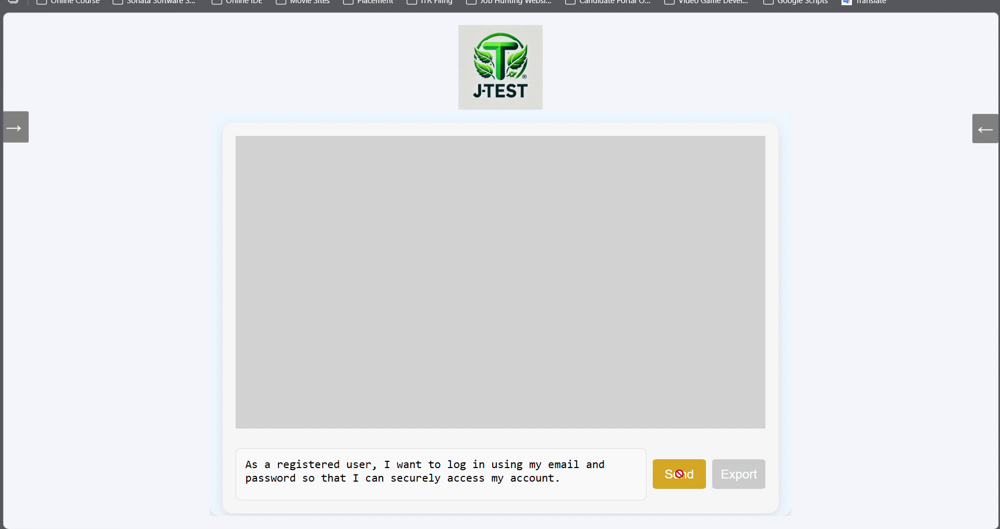 Online Course
Sonata Software S...
Online IDE
Movie Sites
Placement
ITR Filing
Job Hunting Websi...
Candidate Portal O...
Video Game Devel...
Google Scripts
Translate
T
®
J-TEST
→
←
As a registered user, I want to log in using my email and
password so that I can securely access my account.
Send
Export